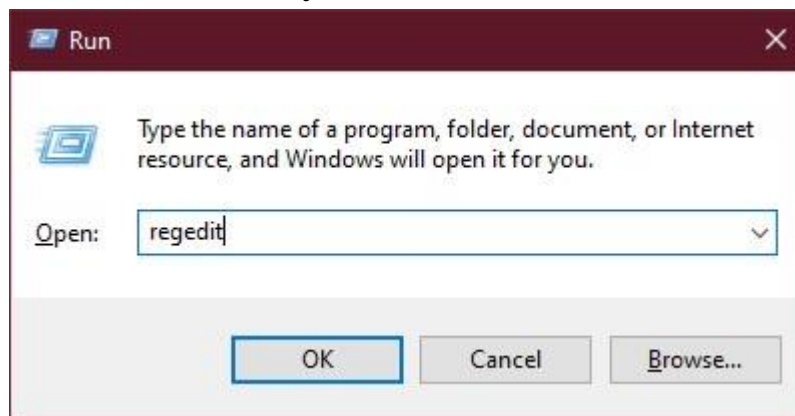 Run
Type the name of a program, folder, document, or Internet
resource, and Windows will open it for you.
Open: regedit
OK Cancel Browse...